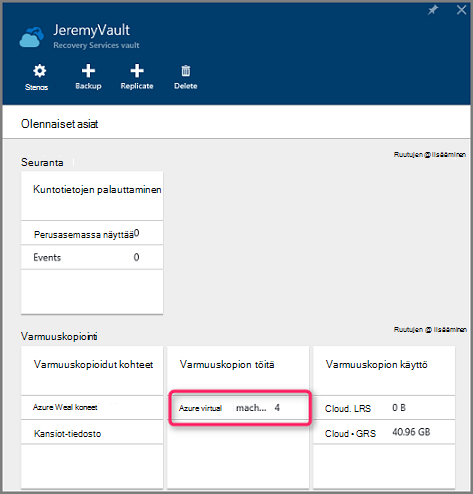 JeremyVault
Recovery Services vault
Stenos Backup Replicate Delete
Olennaiset asiat
Ruutujen @ lisääminen
Seuranta
Kuntotietojen palauttaminen
Perusasemassa näyttää 0
Events 0
Ruutujen @ lisääminen
Varmuuskopiointi
Varmuuskopioidut kohteet Varmuuskopion töitä Varmuuskopion käyttö
Azure Weal koneet Azure virtual mach... 4 Cloud. LRS 0 B
Kansiot-tiedosto Cloud - GRS 40.96 GB